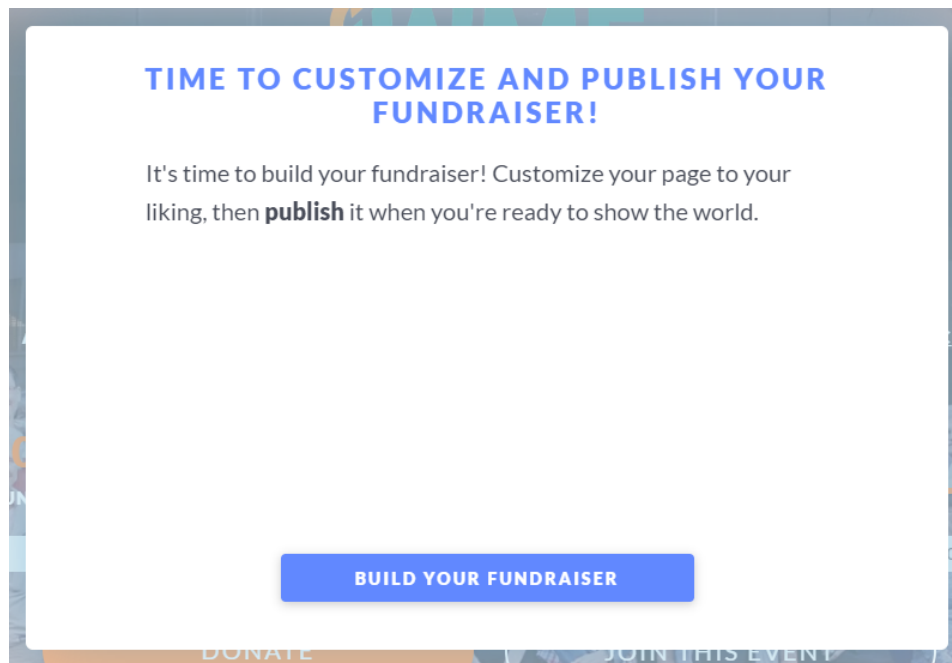 TIME TO CUSTOMIZE AND PUBLISH YOUR
FUNDRAISER!
It's time to build your fundraiser! Customize your page to your
liking, then publish it when you're ready to show the world.
BUILD YOUR FUNDRAISER
DONATE
JOIN THIS EVENT